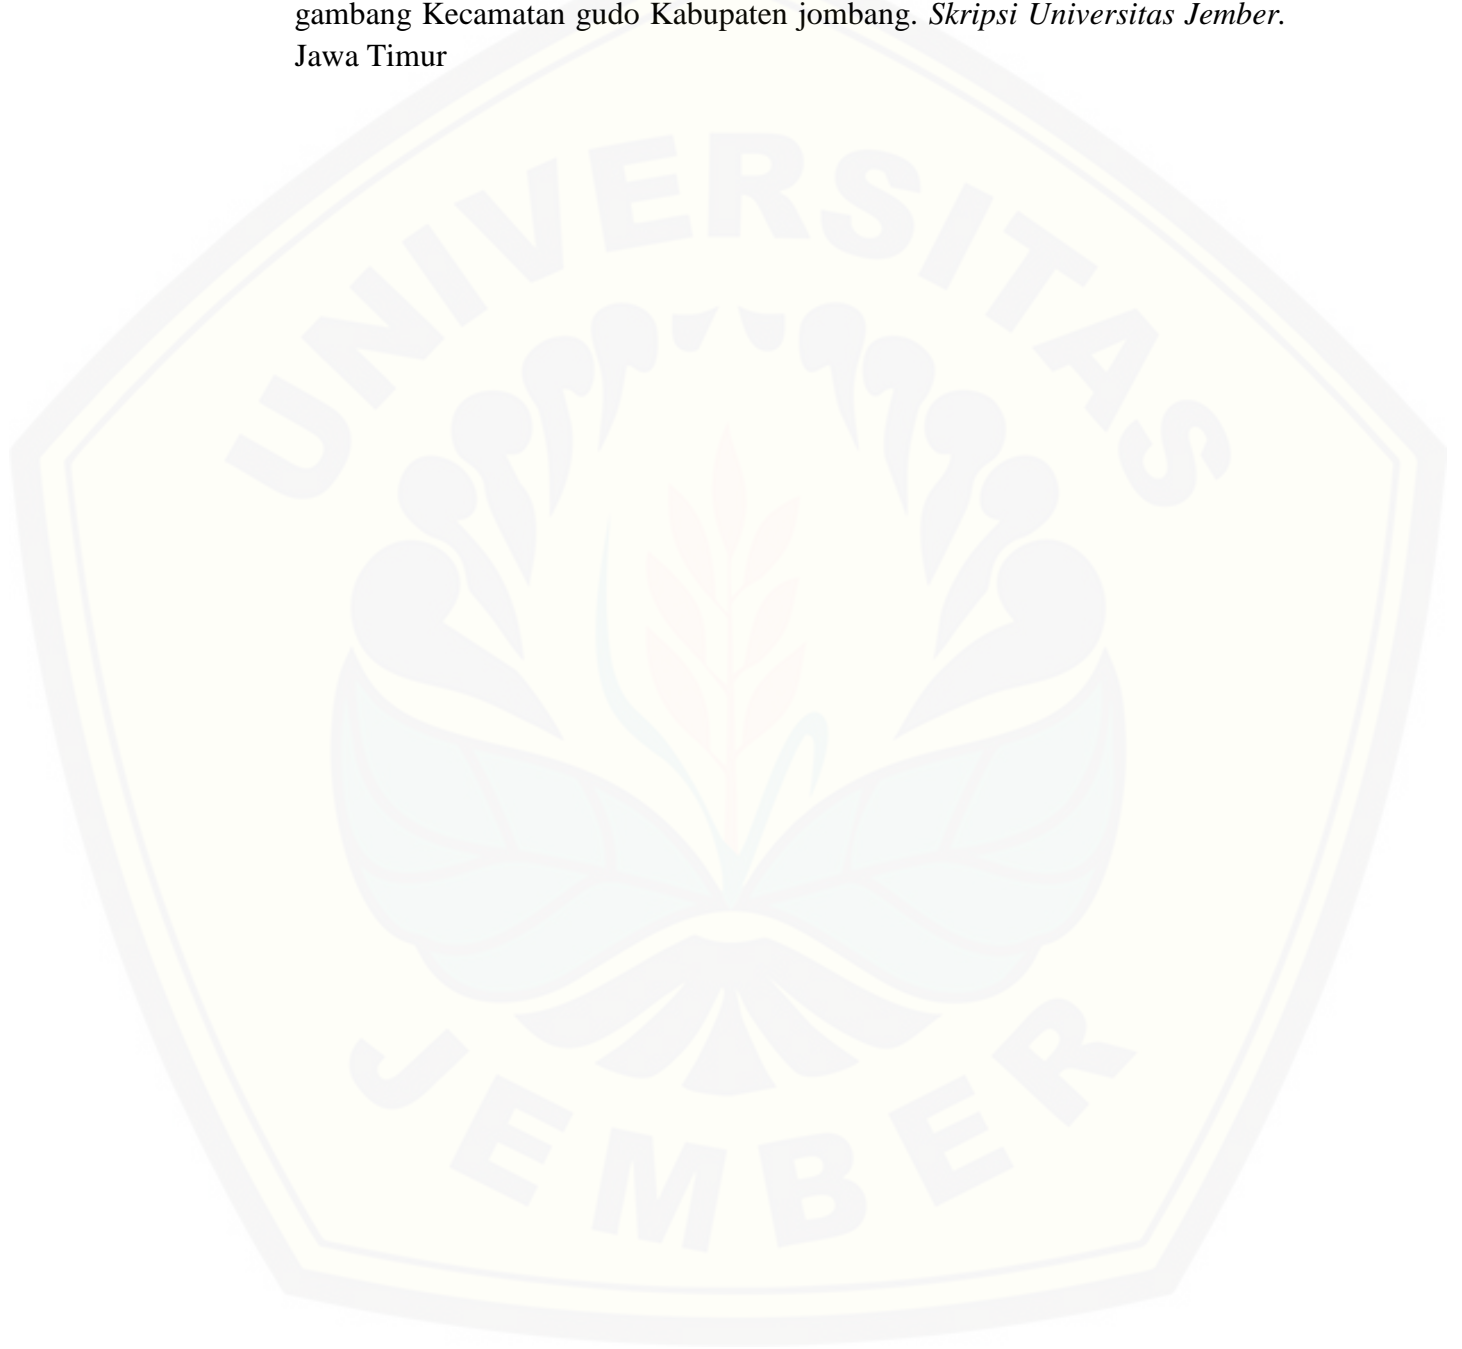 gambang Kecamatan gudo Kabupaten jombang. Skripsi Universitas Jember.
Jawa Timur
UNIVERSITAS
JEMBER